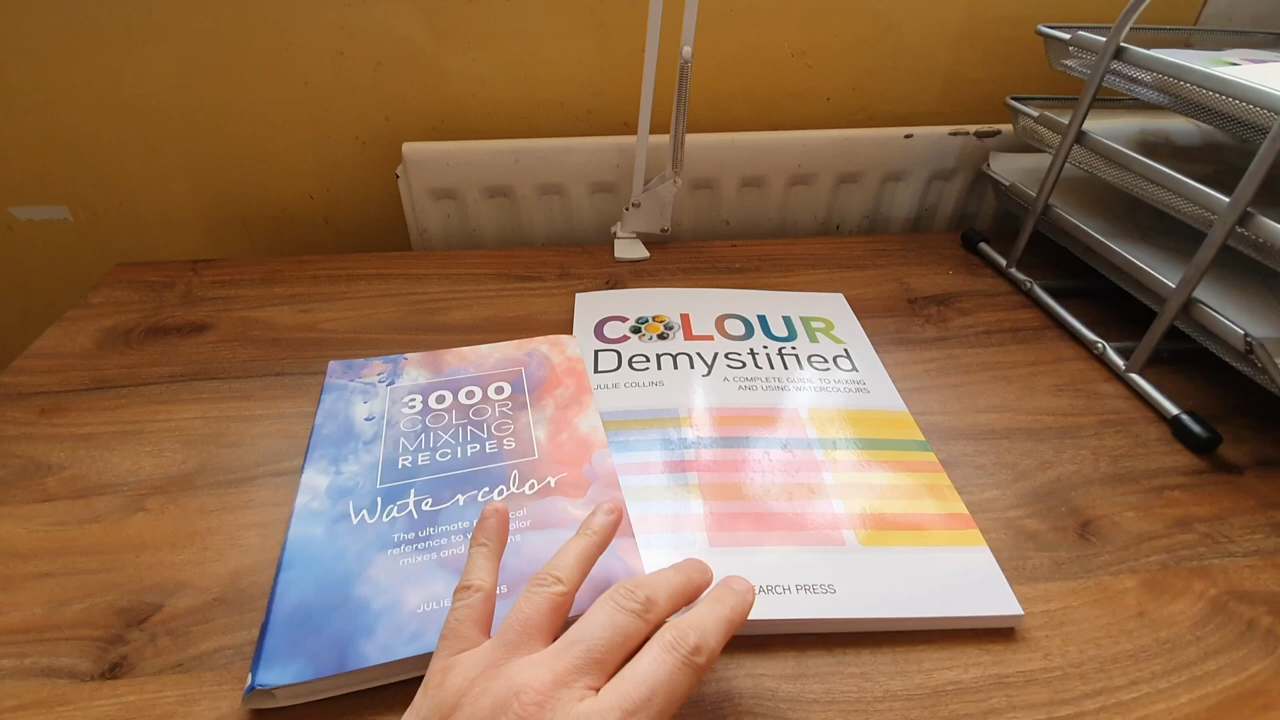 3000
COLOR
MIXING
RECIPES
Watercolor
The ultimate
reference to
mixes and
JULIE
COLOUR
Demystified
JULIE COLLINS
A COMPLETE GUIDE TO MIXING
AND USING WATERCOLOURS
EARCH PRESS